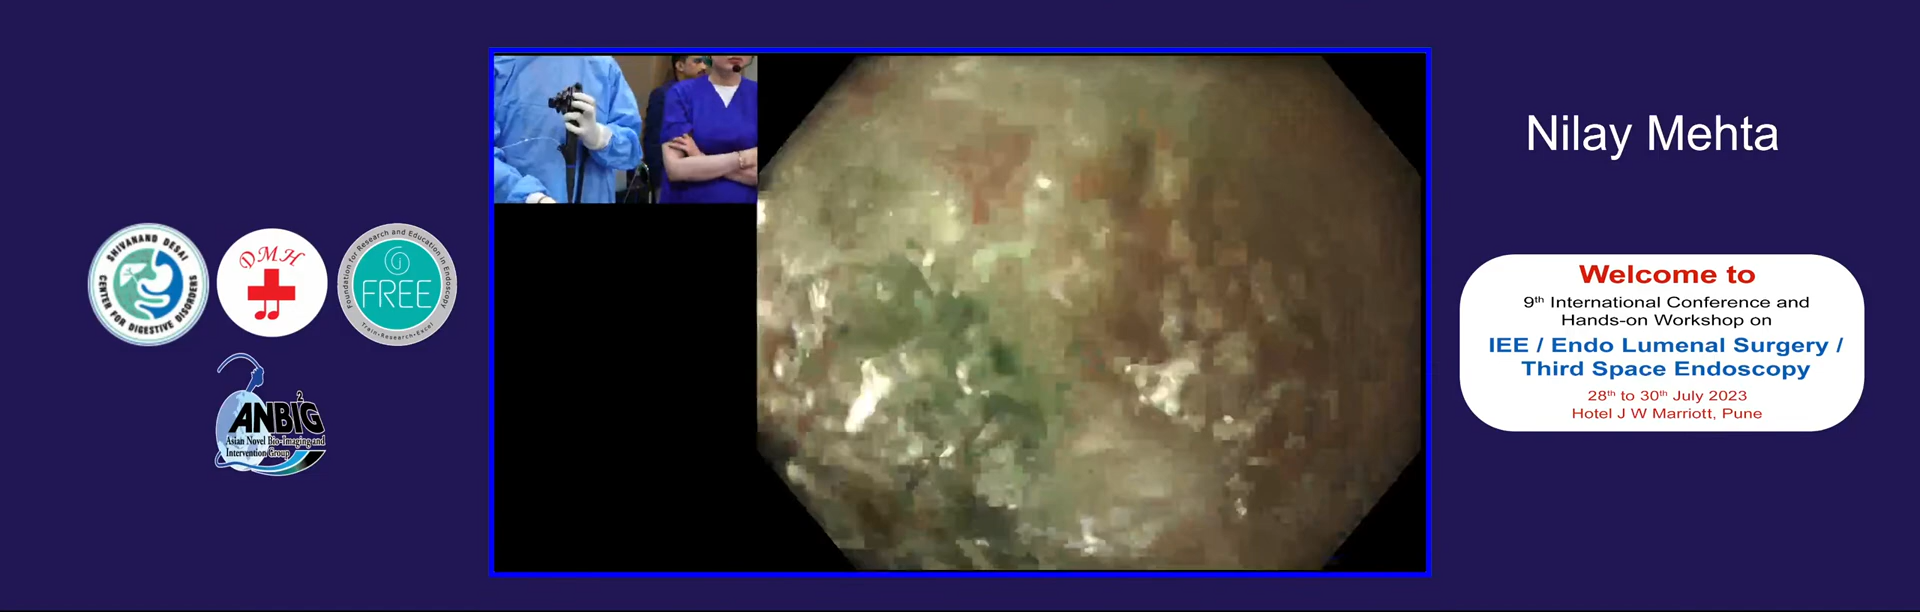 Nilay Mehta
SHIVANAND DESAI
CENTER FOR DIGESTIVE DISORDERS
DMH
Foundation for Research and Education in Endoscopy
FREE
Train•Research•Excel
ANBIG2
Asian Novel Bio-Imaging and
Intervention Group
Welcome to
9th International Conference and
Hands-on Workshop on
IEE / Endo Lumenal Surgery /
Third Space Endoscopy
28th to 30th July 2023
Hotel J W Marriott, Pune